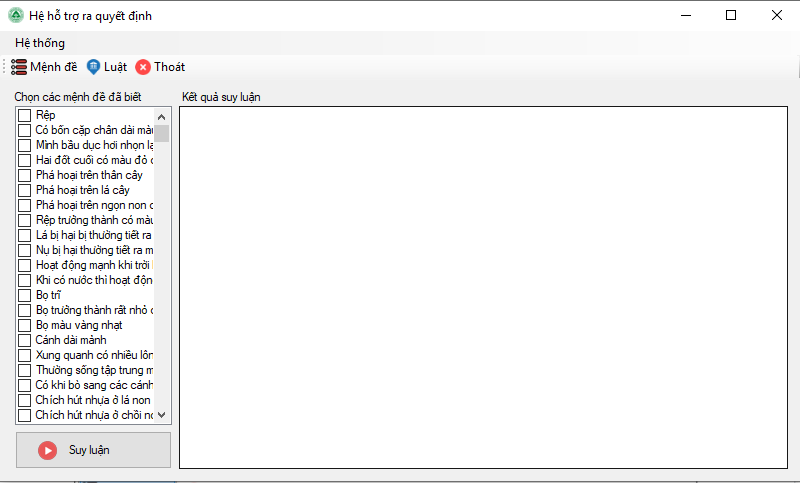 Hệ hỗ trợ ra quyết định
Hệ thống
Mệnh đề Luật Thoát
Chọn các mệnh đề đã biết
Kết quả suy luận
Rệp
Có bốn cặp chân dài màu
Mình bầu dục hơi nhọn lạ
Hai đốt cuối có màu đỏ
Phá hoại trên thân cây
Phá hoại trên lá cây
Phá hoại trên ngọn non
Rệp trưởng thành có màu
Lá bị hại bị thường tiết ra
Nụ bị hại thường tiết ra m
Hoạt động mạnh khi trời
Khi có nước thì hoạt độn
Bọ trĩ
Bọ trưởng thành rất nhỏ
Bọ màu vàng nhạt
Cánh dài mảnh
Xung quanh có nhiều lôn
Thường sống tập trung m
Có khi bò sang các cánh
Chích hút nhựa ở lá non
Chích hút nhựa ở chồi no
Suy luận